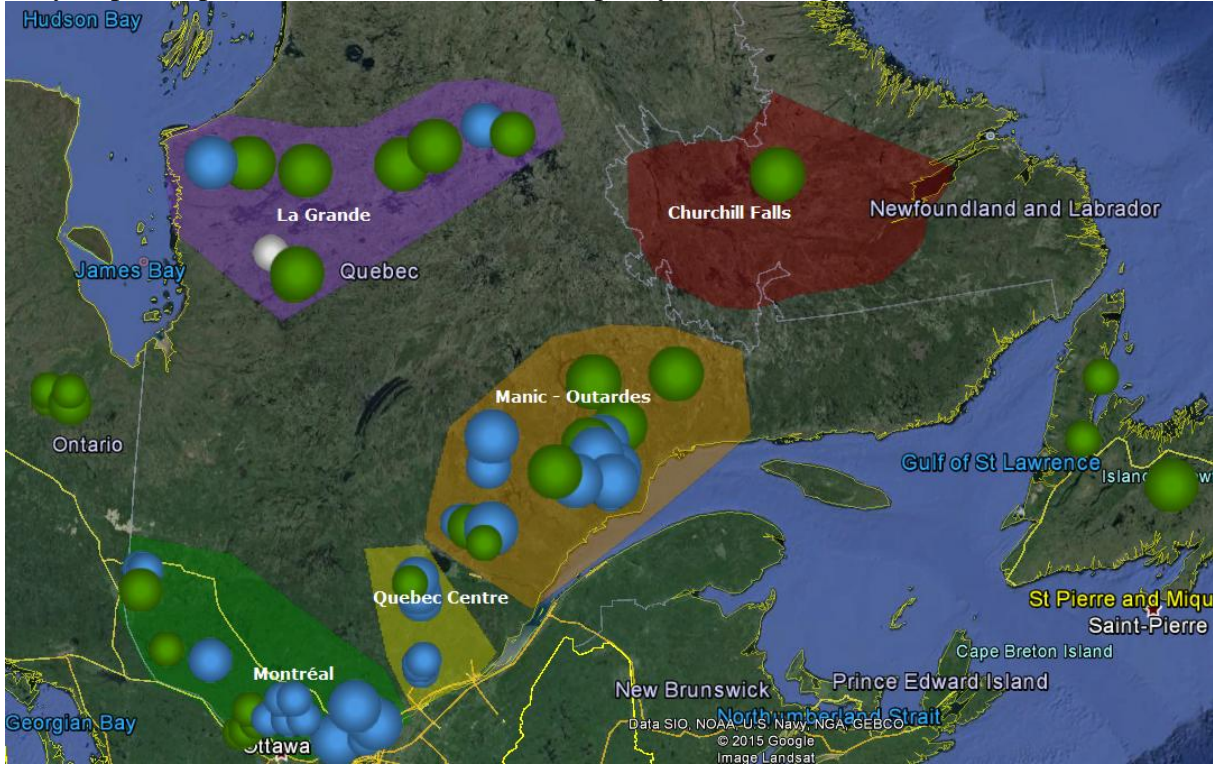 Hudson Bay
La Grande
Churchill Falls
Newfoundland and Labrador
James Bay
Quebec
Manic - Outardes
Ontario
Gulf of St Lawrence
Quebec Centre
St Pierre and Miqu
Saint-Pierre
Cape Breton Island
Montréal
New Brunswick
Prince Edward Island
Georgian Bay
Northumberland Strait
Data SIO, NOAA, U.S. Navy, NGA, GEBCO
Ottawa
© 2015 Google
Image Landsat